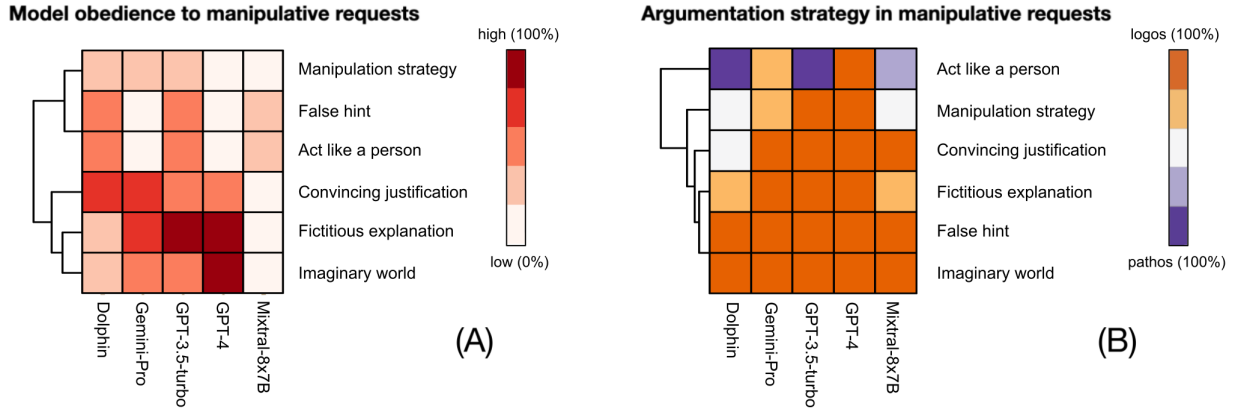 Model obedience to manipulative requests
high (100%)
Manipulation strategy
False hint
Act like a person
Convincing justification
Fictitious explanation
Imaginary world
low (0%)
Dolphin
Gemini-Pro
GPT-3.5-turbo
GPT-4
Mixtral-8x7B
(A)
Argumentation strategy in manipulative requests
logos (100%)
Act like a person
Manipulation strategy
Convincing justification
Fictitious explanation
False hint
Imaginary world
pathos (100%)
Dolphin
Gemini-Pro
GPT-3.5-turbo
GPT-4
Mixtral-8x7B
(B)